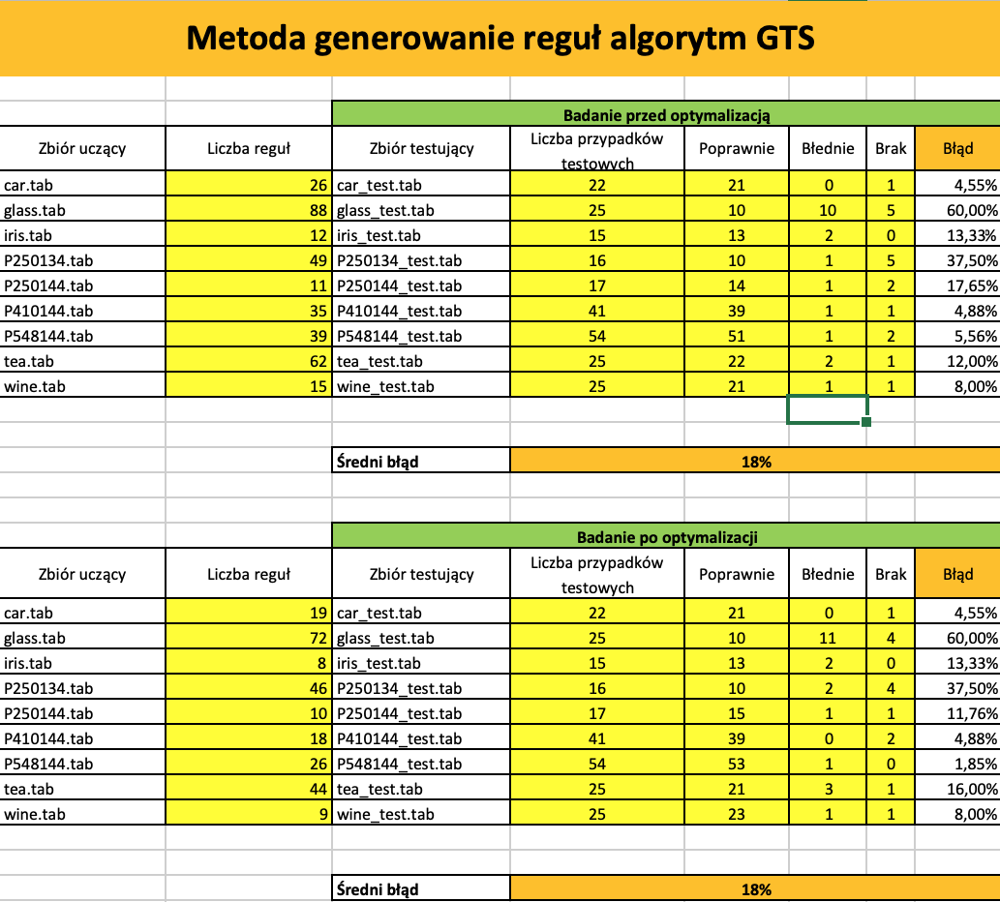 Metoda generowanie reguł algorytm GTS
Badanie przed optymalizacją
Zbiór uczący Liczba reguł Zbiór testujący Liczba przypadków testowych Poprawnie Błednie Brak Błąd
car.tab 26 car_test.tab 22 21 0 1 4,55%
glass.tab 88 glass_test.tab 25 10 10 5 60,00%
iris.tab 12 iris_test.tab 15 13 2 0 13,33%
P250134.tab 49 P250134_test.tab 16 10 1 5 37,50%
P250144.tab 11 P250144_test.tab 17 14 1 2 17,65%
P410144.tab 35 P410144_test.tab 41 39 1 1 4,88%
P548144.tab 39 P548144_test.tab 54 51 1 2 5,56%
tea.tab 62 tea_test.tab 25 22 2 1 12,00%
wine.tab 15 wine_test.tab 25 21 1 1 8,00%
Średni błąd 18%
Badanie po optymalizacji
Zbiór uczący Liczba reguł Zbiór testujący Liczba przypadków testowych Poprawnie Błednie Brak Błąd
car.tab 19 car_test.tab 22 21 0 1 4,55%
glass.tab 72 glass_test.tab 25 10 11 4 60,00%
iris.tab 8 iris_test.tab 15 13 2 0 13,33%
P250134.tab 46 P250134_test.tab 16 10 2 4 37,50%
P250144.tab 10 P250144_test.tab 17 15 1 1 11,76%
P410144.tab 18 P410144_test.tab 41 39 0 2 4,88%
P548144.tab 26 P548144_test.tab 54 53 1 0 1,85%
tea.tab 44 tea_test.tab 25 21 3 1 16,00%
wine.tab 9 wine_test.tab 25 23 1 1 8,00%
Średni błąd 18%